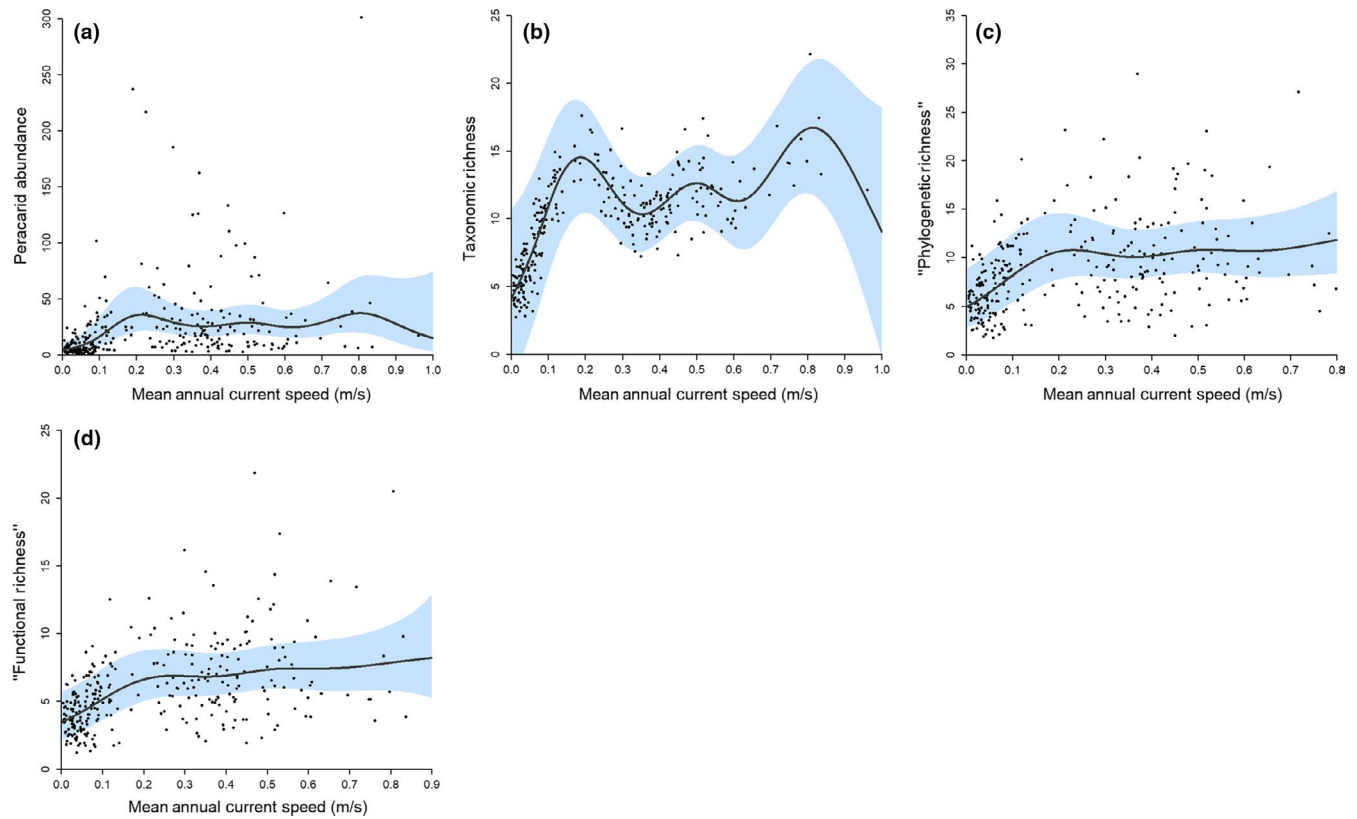 (a)
Peracarid abundance
300
250
200
150
100
50
0
0.0 0.1 0.2 0.3 0.4 0.5 0.6 0.7 0.8 0.9 1.0
Mean annual current speed (m/s)
(b)
Taxonomic richness
25
20
15
10
5
0
0.0 0.1 0.2 0.3 0.4 0.5 0.6 0.7 0.8 0.9 1.0
Mean annual current speed (m/s)
(c)
"Phylogenetic richness"
35
30
25
20
15
10
5
0
0.0 0.1 0.2 0.3 0.4 0.5 0.6 0.7 0.8
Mean annual current speed (m/s)
(d)
"Functional richness"
25
20
15
10
5
0
0.0 0.1 0.2 0.3 0.4 0.5 0.6 0.7 0.8 0.9
Mean annual current speed (m/s)